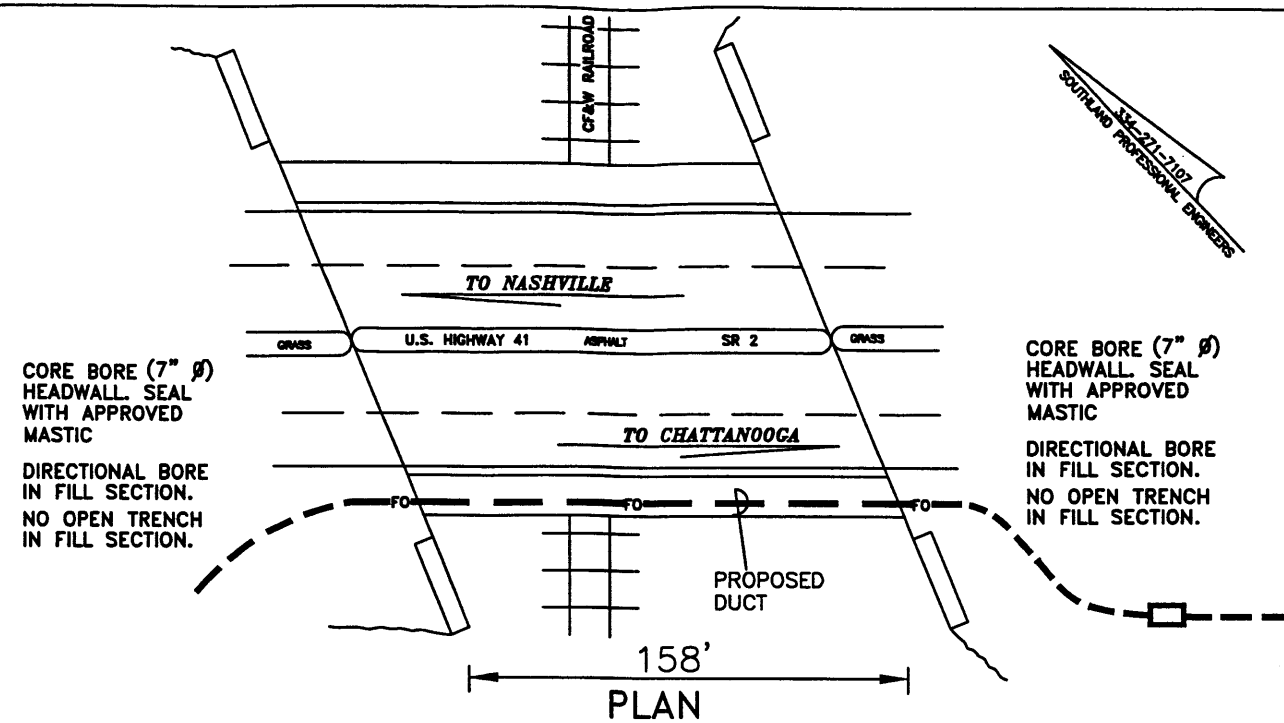 CF&W RAILROAD
334-271-7107
SOUTHLAND PROFESSIONAL ENGINEERS
TO NASHVILLE
GRASS
U.S. HIGHWAY 41
ASPHALT
SR 2
GRASS
CORE BORE (7" Ø)
HEADWALL. SEAL
WITH APPROVED
MASTIC
DIRECTIONAL BORE
IN FILL SECTION.
NO OPEN TRENCH
IN FILL SECTION.
CORE BORE (7" Ø)
HEADWALL. SEAL
WITH APPROVED
MASTIC
DIRECTIONAL BORE
IN FILL SECTION.
NO OPEN TRENCH
IN FILL SECTION.
TO CHATTANOOGA
FO
FO
FO
PROPOSED
DUCT
158'
PLAN